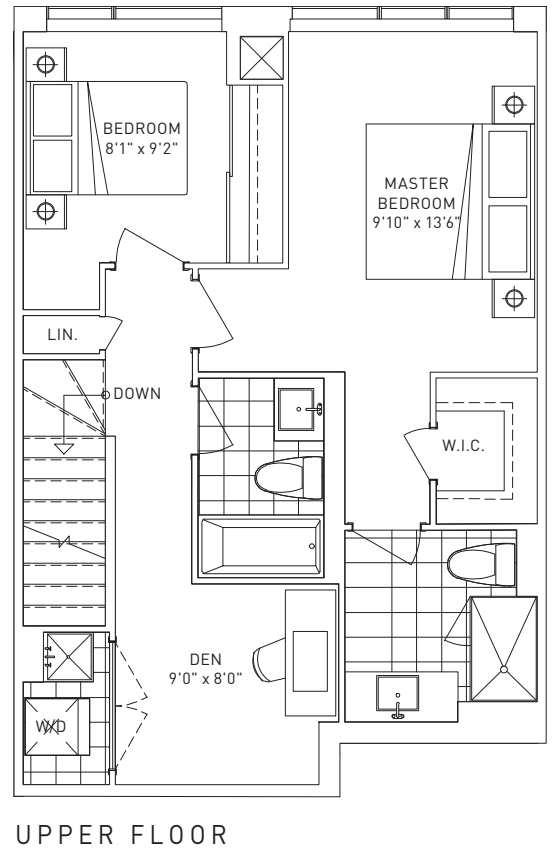 BEDROOM
8'1" x 9'2"
MASTER
BEDROOM
9'10" x 13'6"
LIN.
DOWN
W.I.C.
DEN
9'0" x 8'0"
W/D
UPPER FLOOR